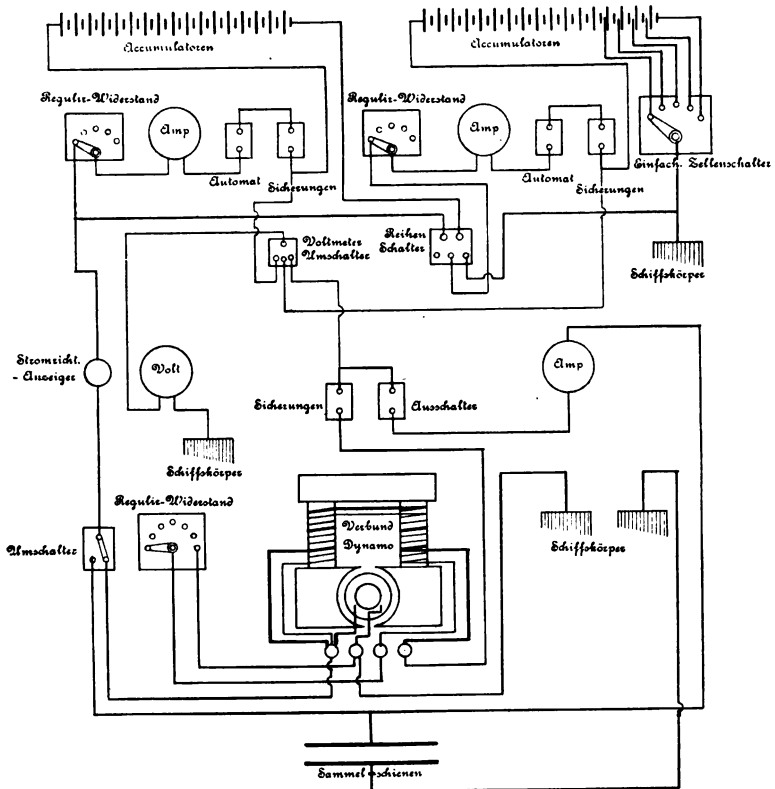 Accumulatoren
Accumulatoren
Regulir-Widerstand
Amp
Automat
Sicherungen
Regulir-Widerstand
Amp
Automat
Sicherungen
Einfach. Zellenschalter
Voltmeter
Umschalter
Reihen
Schalter
Schiffskörper
Stromricht.
- Anzeiger
Volt
Sicherungen
Ausschalter
Amp
Schiffskörper
Regulir-Widerstand
Verbund
Dynamo
Umschalter
Schiffskörper
Sammelschienen